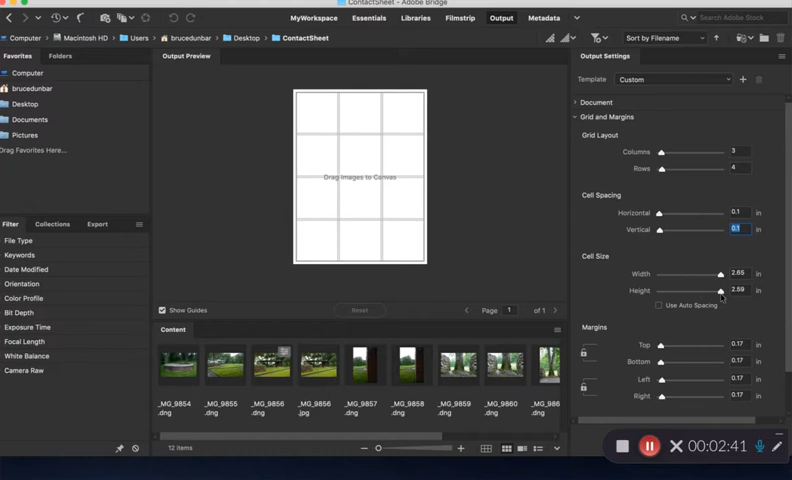 ContactSheet - Adobe Bridge
MyWorkspace Essentials Libraries Filmstrip Output Metadata Search Adobe Stock
Computer Macintosh HD Users brucedunbar Desktop ContactSheet Sort by Filename
Favorites Folders
Computer
brucedunbar
Desktop
Documents
Pictures
Drag Favorites Here...
Filter Collections Export
File Type
Keywords
Date Modified
Orientation
Color Profile
Bit Depth
Exposure Time
Focal Length
White Balance
Camera Raw
Output Preview
Drag Images to Canvas
Show Guides Reset Page 1 of 1
Content
_MG_9854
.dng
_MG_9855
.dng
_MG_9856
.dng
_MG_9856
.jpg
_MG_9857
.dng
_MG_9858
.dng
_MG_9859
.dng
_MG_9860
.dng
_MG_986
.dn
12 items
Output Settings
Template Custom
Document
Grid and Margins
Grid Layout
Columns 3
Rows 4
Cell Spacing
Horizontal 0.1 in
Vertical 0.1 in
Cell Size
Width 2.65 in
Height 2.59 in
Use Auto Spacing
Margins
Top 0.17 in
Bottom 0.17 in
Left 0.17 in
Right 0.17 in
00:02:41